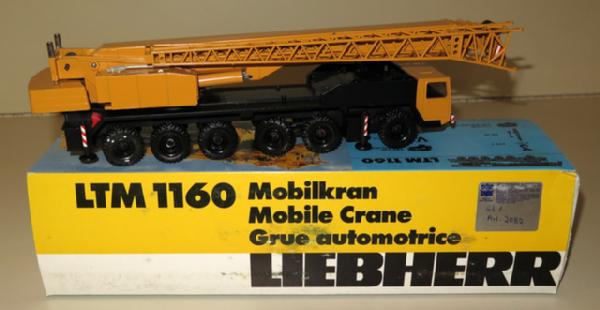 LTM 1160
LTM 1160 Mobilkran
Mobile Crane
Grue automotrice
LIEBHERR